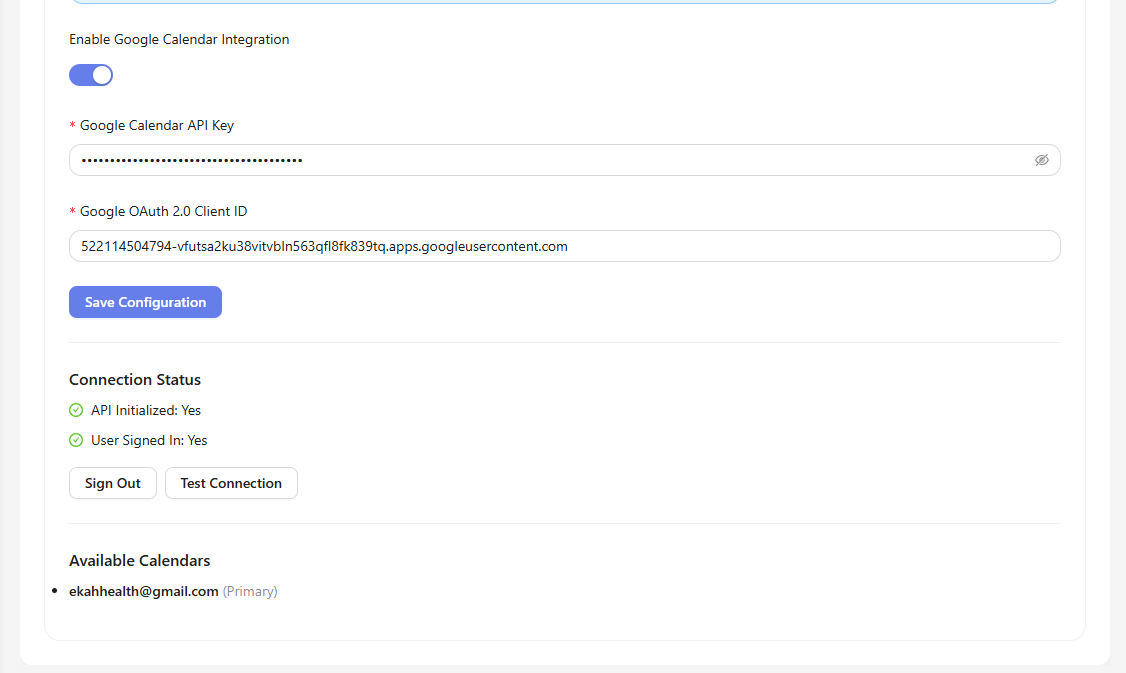 Enable Google Calendar Integration
* Google Calendar API Key
•••••••••••••••••••••••••••••••••••••••
* Google OAuth 2.0 Client ID
522114504794-vfutsa2ku38vitvbln563qfl8fk839tq.apps.googleusercontent.com
Save Configuration
Connection Status
API Initialized: Yes
User Signed In: Yes
Sign Out Test Connection
Available Calendars
• ekahhealth@gmail.com (Primary)